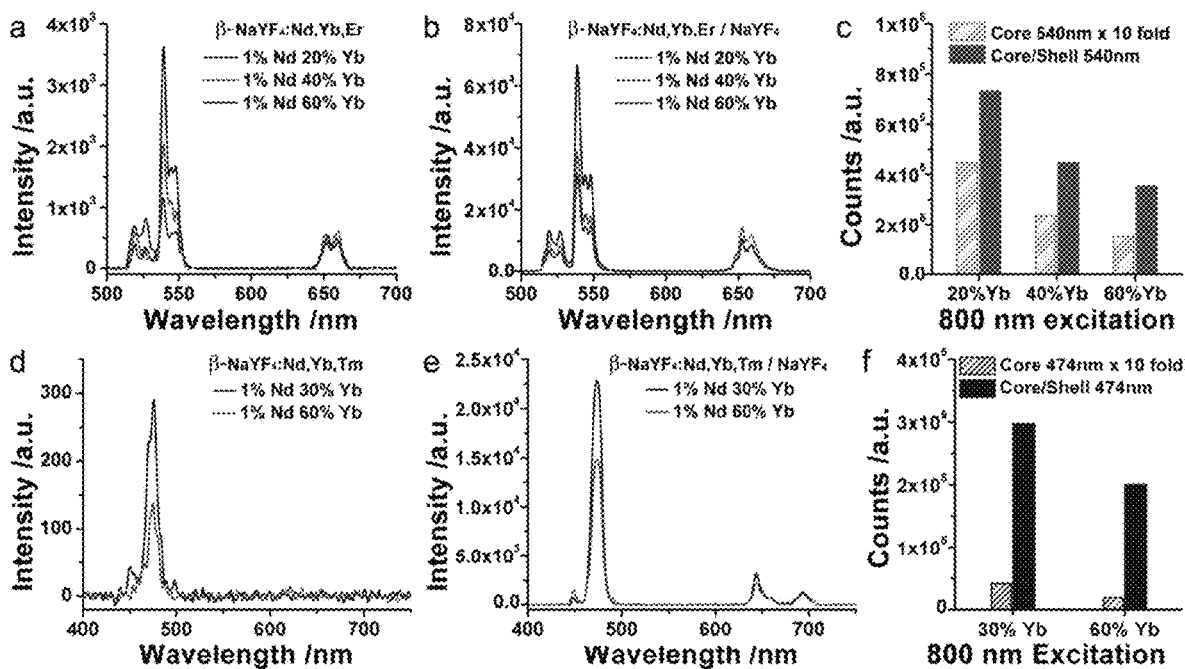 a
β-NaYF₄:Nd,Yb,Er
1% Nd 20% Yb
1% Nd 40% Yb
1% Nd 60% Yb
4x10³
3x10³
2x10³
1x10³
0
500 550 600 650 700
Intensity /a.u.
Wavelength /nm
b
β-NaYF₄:Nd,Yb,Er / NaYF₄
1% Nd 20% Yb
1% Nd 40% Yb
1% Nd 60% Yb
8x10⁴
6x10⁴
4x10⁴
2x10⁴
0
500 550 600 650 700
Intensity /a.u.
Wavelength /nm
c
Core 540nm x 10 fold
Core/Shell 540nm
Counts /a.u.
0.0
20%Yb 40%Yb 60%Yb
800 nm excitation
d
β-NaYF₄:Nd,Yb,Tm
1% Nd 30% Yb
1% Nd 60% Yb
300
200
100
0
400 500 600 700
Intensity /a.u.
Wavelength /nm
e
β-NaYF₄:Nd,Yb,Tm / NaYF₄
1% Nd 30% Yb
1% Nd 60% Yb
2.5x10⁴
2.0x10⁴
1.5x10⁴
1.0x10⁴
0.0
400 500 600 700
Intensity /a.u.
Wavelength /nm
f
Core 474nm x 10 fold
Core/Shell 474nm
Counts /a.u.
0
30% Yb 60% Yb
800 nm Excitation